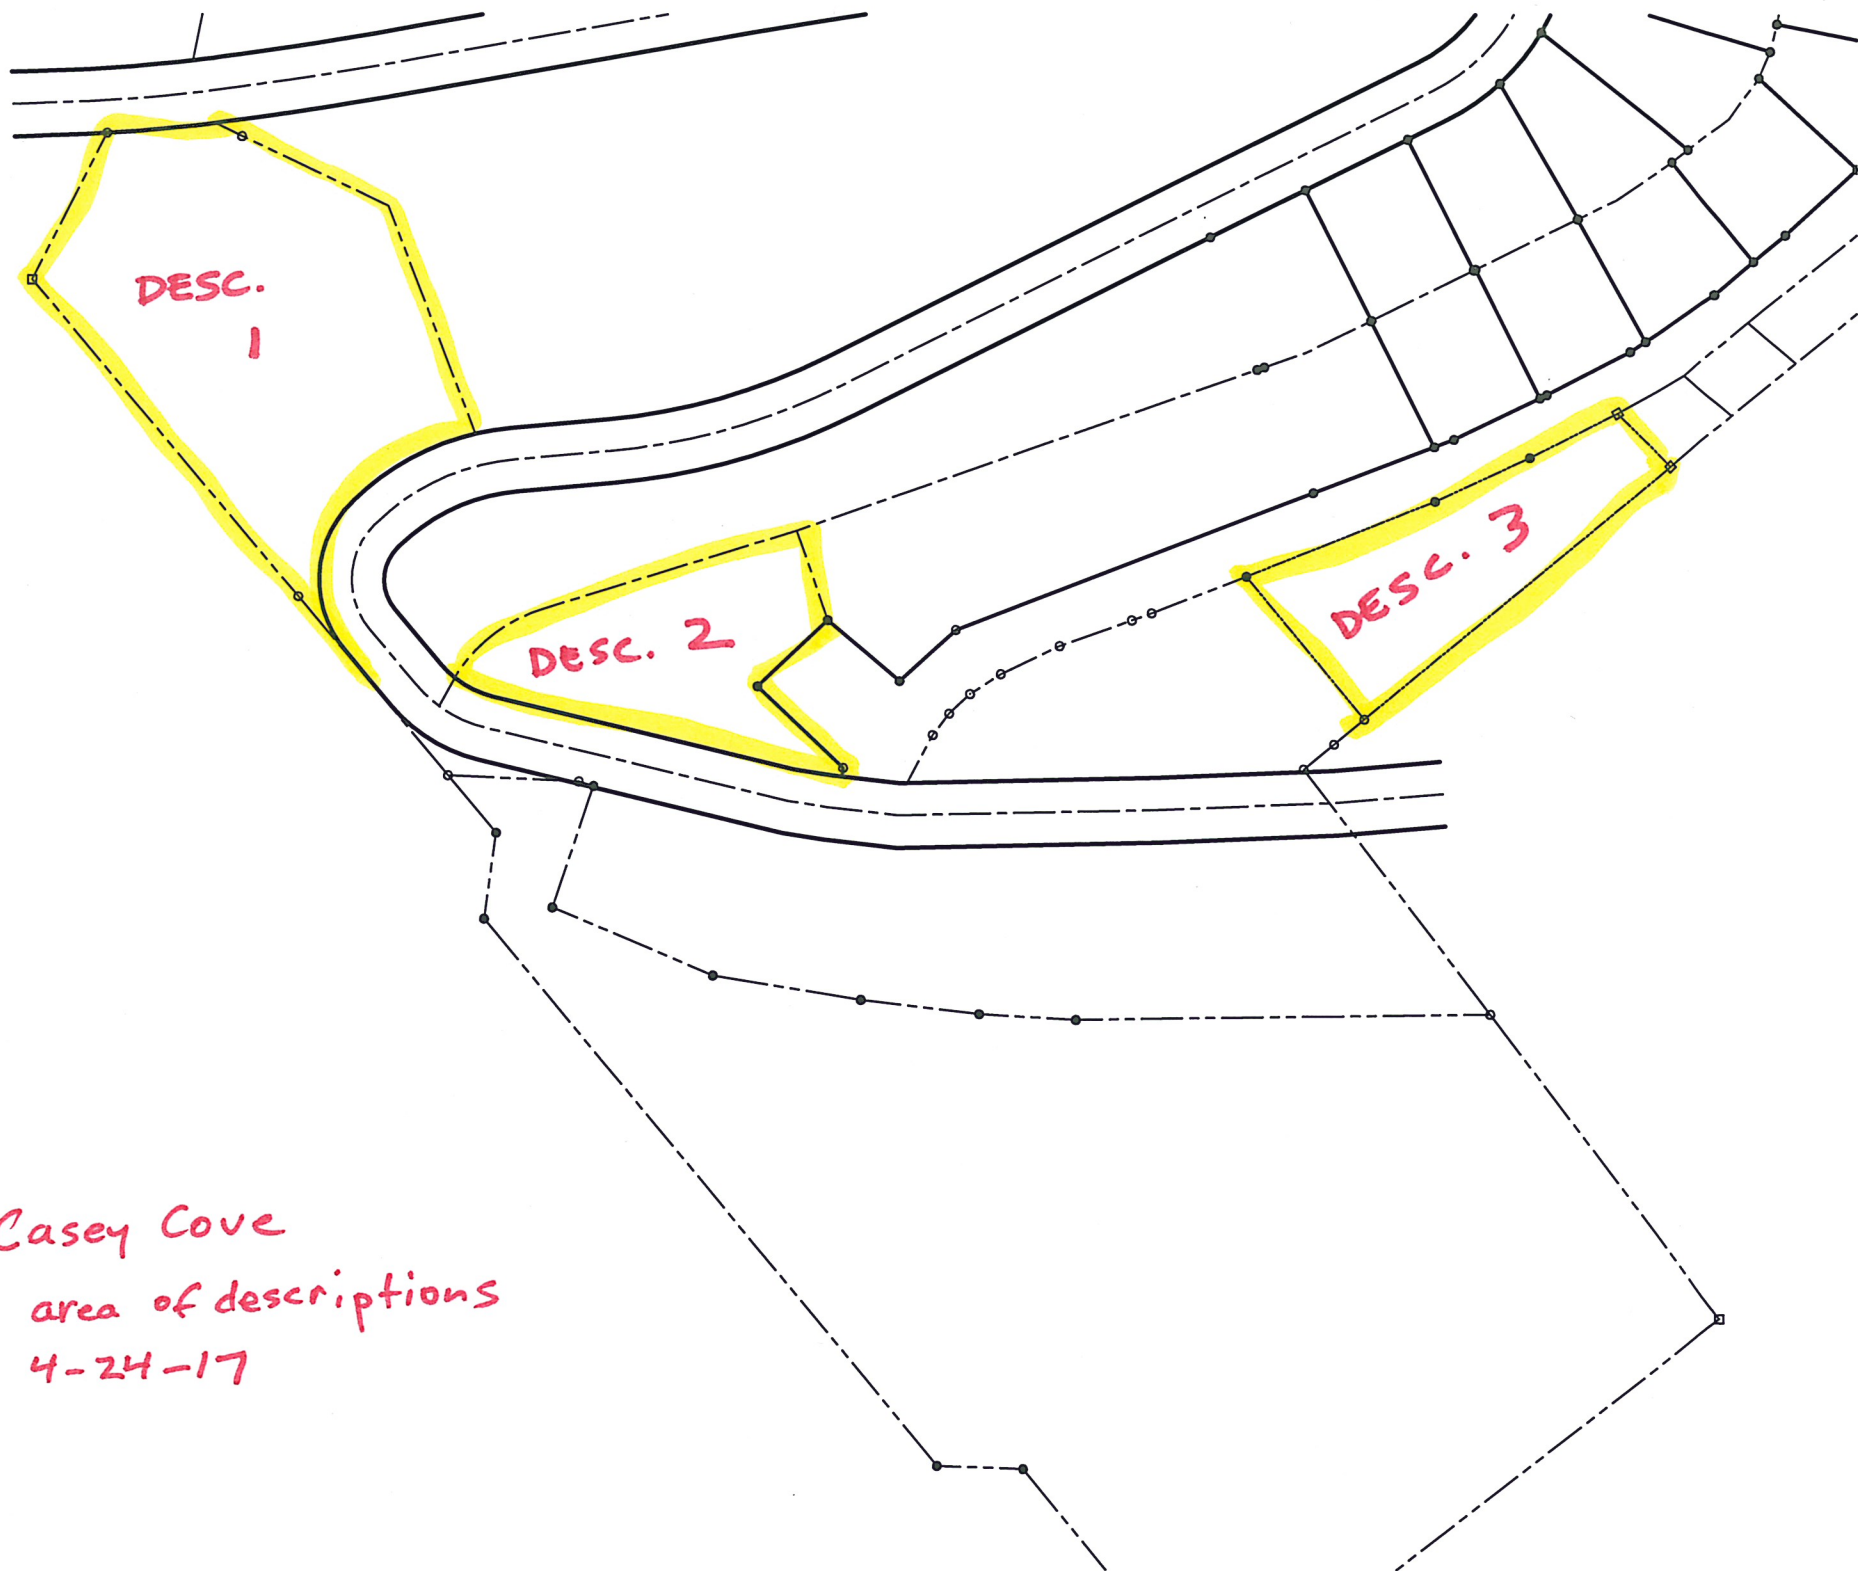 DESC.
1
DESC. 2
DESC. 3
Casey Cove
area of descriptions
4-24-17